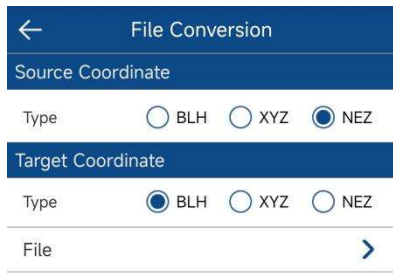 File Conversion
Source Coordinate
Type BLH XYZ NEZ
Target Coordinate
Type BLH XYZ NEZ
File